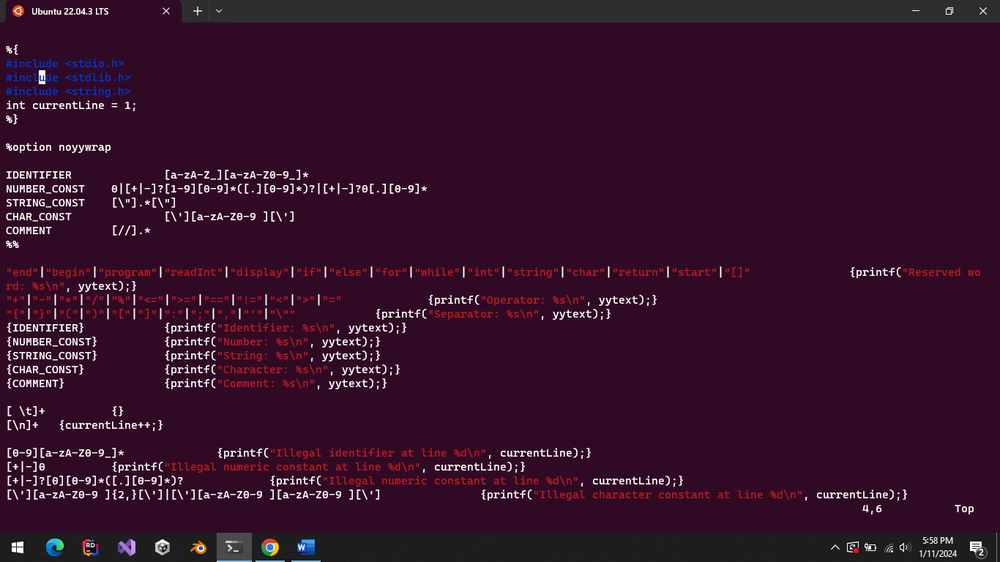 Ubuntu 22.04.3 LTS
%{
#include <stdio.h>
#include <stdlib.h>
#include <string.h>
int currentLine = 1;
%}
%option noyywrap
IDENTIFIER [a-zA-Z_][a-zA-Z0-9_]*
NUMBER_CONST 0|[+|-]?[1-9][0-9]*([.][0-9]*)?|[+|-]?0[.][0-9]*
STRING_CONST [\"].*[\"]
CHAR_CONST [\'][a-zA-Z0-9 ][\']
COMMENT [//].*
%%
"end"|"begin"|"program"|"readInt"|"display"|"if"|"else"|"for"|"while"|"int"|"string"|"char"|"return"|"start"|"[]" {printf("Reserved wo
rd: %s\n", yytext);}
"+"|"-"|"*"|"/"|"%"|"<="|">="|"=="|"!="|"<"|">"|"=" {printf("Operator: %s\n", yytext);}
"{"|"}"|"("|")"|"["|"]"|":"|";"|","|"'"|"\"" {printf("Separator: %s\n", yytext);}
{IDENTIFIER} {printf("Identifier: %s\n", yytext);}
{NUMBER_CONST} {printf("Number: %s\n", yytext);}
{STRING_CONST} {printf("String: %s\n", yytext);}
{CHAR_CONST} {printf("Character: %s\n", yytext);}
{COMMENT} {printf("Comment: %s\n", yytext);}
[ \t]+ {}
[\n]+ {currentLine++;}
[0-9][a-zA-Z0-9_]* {printf("Illegal identifier at line %d\n", currentLine);}
[+|-]0 {printf("Illegal numeric constant at line %d\n", currentLine);}
[+|-]?[0][0-9]*([.][0-9]*)? {printf("Illegal numeric constant at line %d\n", currentLine);}
[\'][a-zA-Z0-9 ]{2,}[\']|[\'][a-zA-Z0-9 ][a-zA-Z0-9 ][\'] {printf("Illegal character constant at line %d\n", currentLine);}
4,6 Top
RD
W
5:58 PM
1/11/2024
2